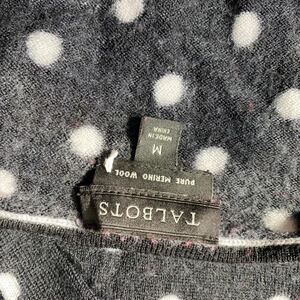 TALBOTS
PURE MERINO WOOL
M
MADE IN
CHINA